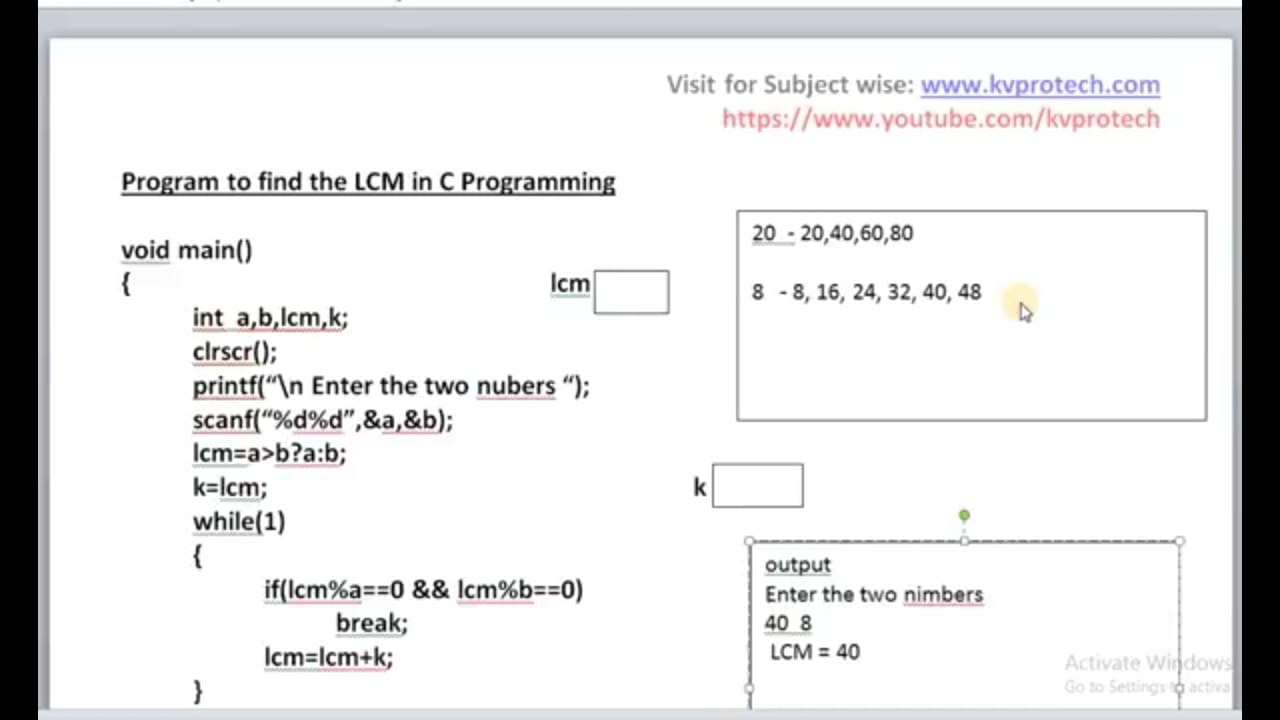 Visit for Subject wise: www.kvprotech.com
https://www.youtube.com/kvprotech
Program to find the LCM in C Programming
void main()
{
int a,b,lcm,k;
clrscr();
printf(“\n Enter the two nubers “);
scanf(“%d%d”,&a,&b);
lcm=a>b?a:b;
k=lcm;
while(1)
{
if(lcm%a==0 && lcm%b==0)
break;
lcm=lcm+k;
}
lcm
20 - 20,40,60,80
8 - 8, 16, 24, 32, 40, 48
k
output
Enter the two nimbers
40 8
LCM = 40
Activate Windows
Go to Settings to activa